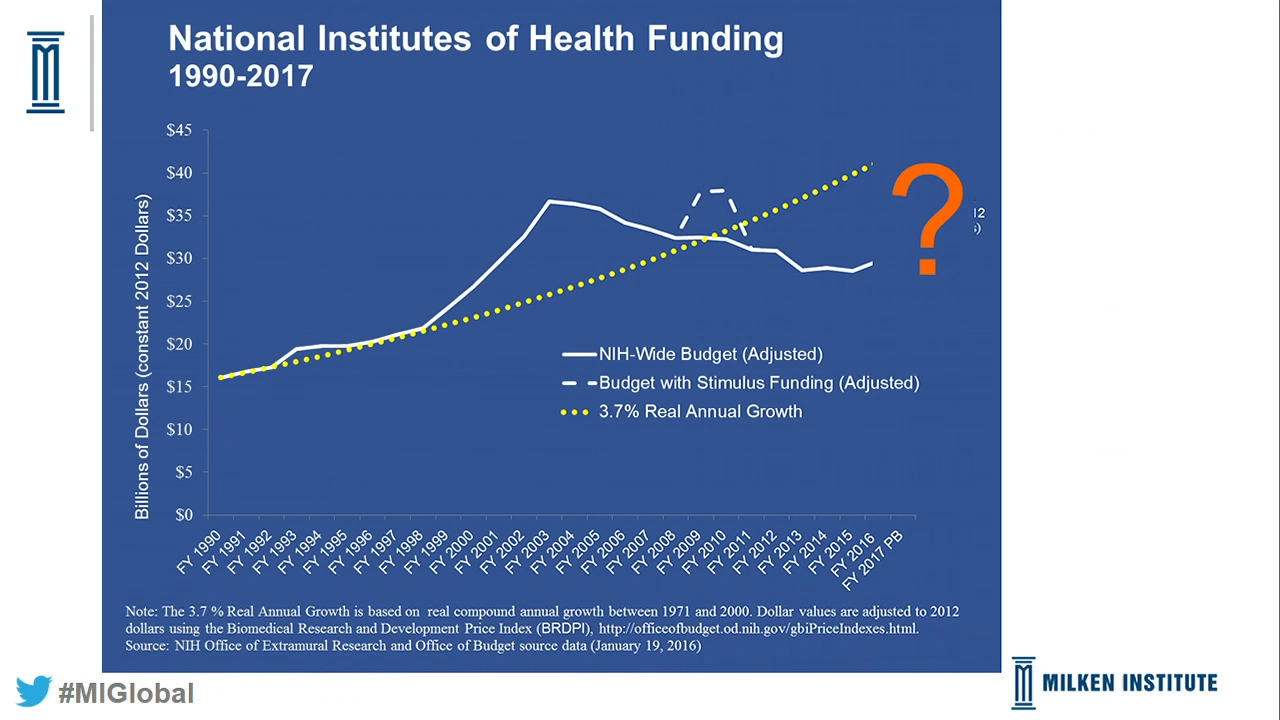 National Institutes of Health Funding
1990-2017
Billions of Dollars (constant 2012 Dollars)
$45
$40
$35
$30
$25
$20
$15
$10
$5
$0
?
12
s)
NIH-Wide Budget (Adjusted)
Budget with Stimulus Funding (Adjusted)
3.7% Real Annual Growth
FY 1990
FY 1991
FY 1992
FY 1993
FY 1994
FY 1995
FY 1996
FY 1997
FY 1998
FY 1999
FY 2000
FY 2001
FY 2002
FY 2003
FY 2004
FY 2005
FY 2006
FY 2007
FY 2008
FY 2009
FY 2010
FY 2011
FY 2012
FY 2013
FY 2014
FY 2015
FY 2016
FY 2017 PB
Note: The 3.7 % Real Annual Growth is based on real compound annual growth between 1971 and 2000. Dollar values are adjusted to 2012
dollars using the Biomedical Research and Development Price Index (BRDPI), http://officeofbudget.od.nih.gov/gbiPriceIndexes.html.
Source: NIH Office of Extramural Research and Office of Budget source data (January 19, 2016)
#MIGlobal
MILKEN INSTITUTE